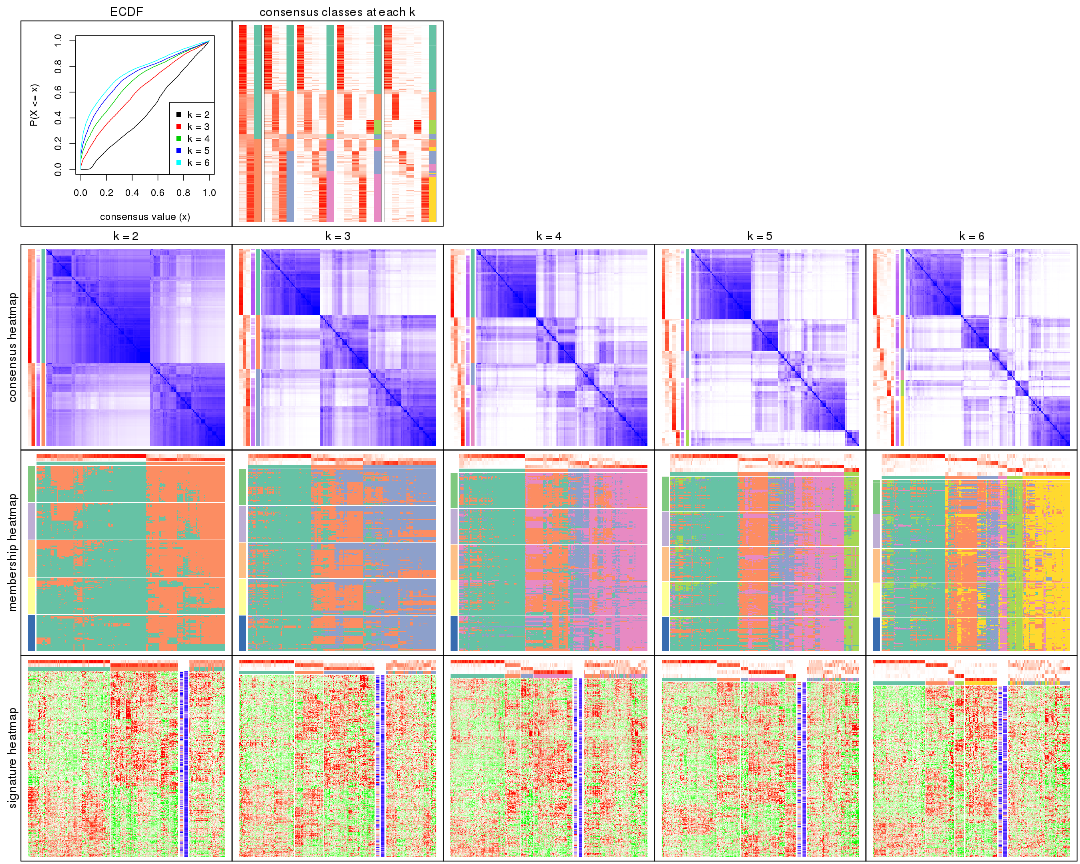 ECDF
consensus classes at each k
P(X <= x)
1.0
0.8
0.6
0.4
0.2
0.0
k = 2
k = 3
k = 4
k = 5
k = 6
0.0 0.2 0.4 0.6 0.8 1.0
consensus value (x)
k = 2
k = 3
k = 4
k = 5
k = 6
consensus heatmap
membership heatmap
signature heatmap